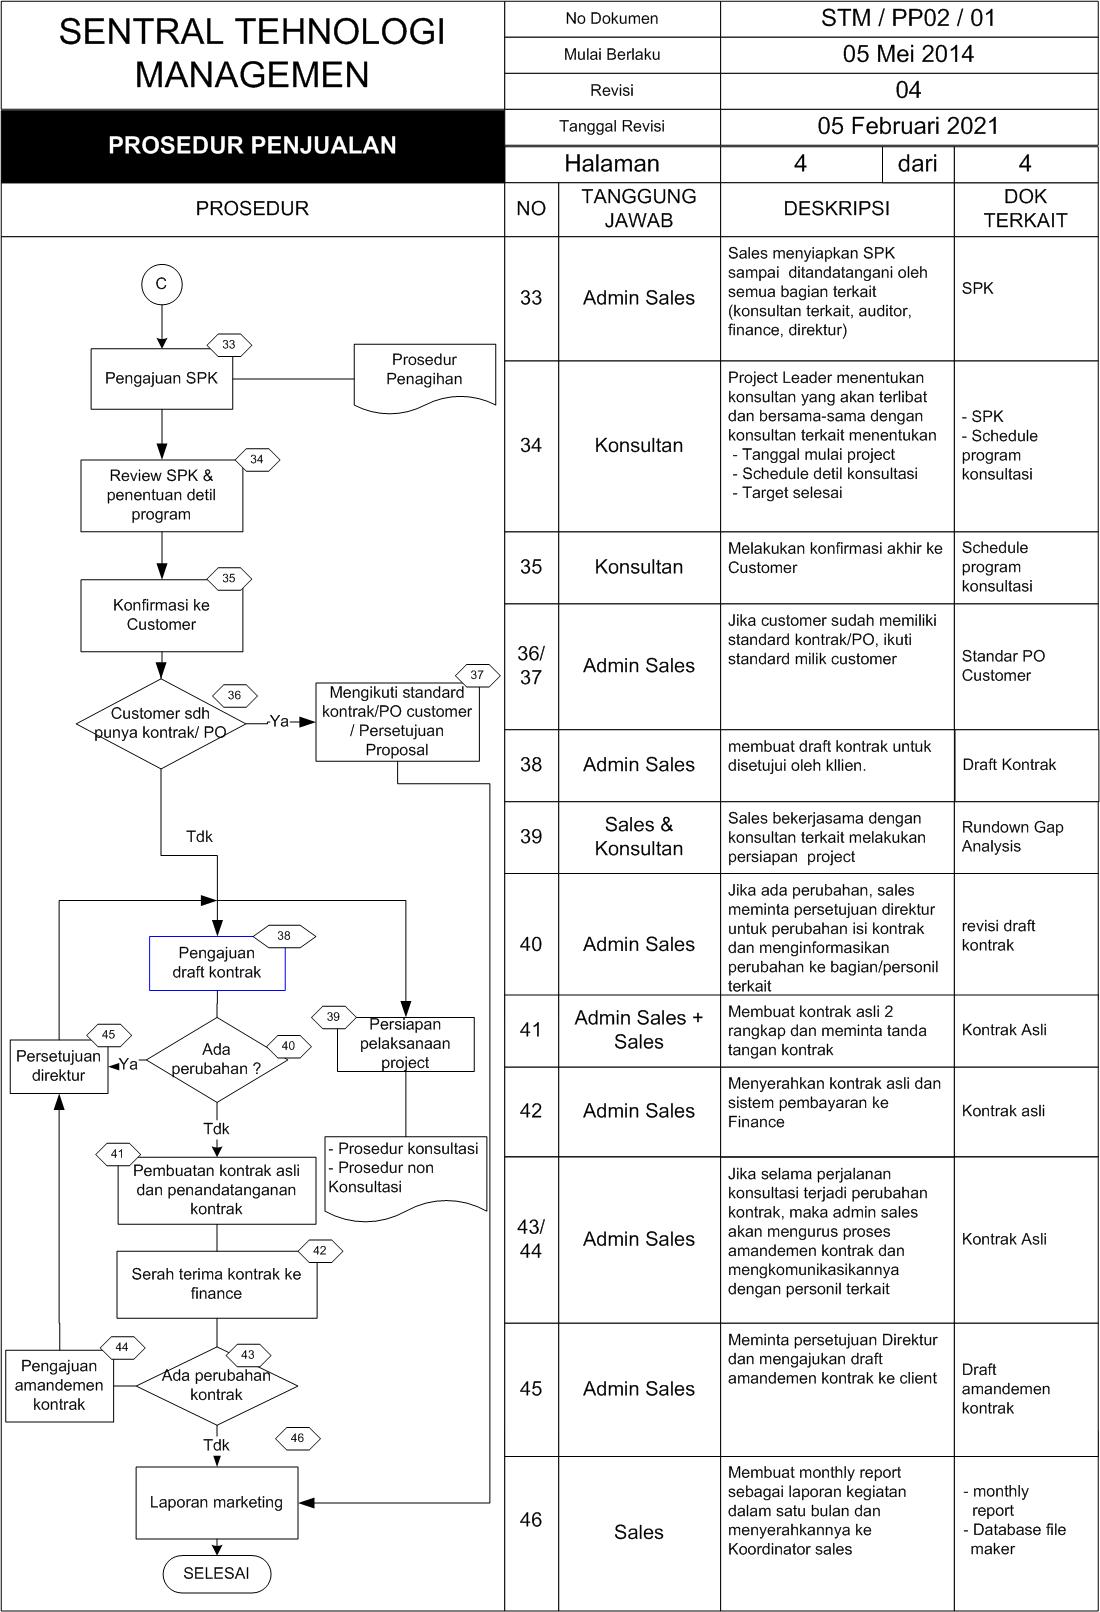 SENTRAL TEHNOLOGI
MANAGEMEN
No Dokumen
STM / PP02 / 01
Mulai Berlaku
05 Mei 2014
Revisi
04
PROSEDUR PENJUALAN
Tanggal Revisi
05 Februari 2021
Halaman
4
dari
4
PROSEDUR
NO
TANGGUNG
JAWAB
DESKRIPSI
DOK
TERKAIT
C
33
Pengajuan SPK
Prosedur
Penagihan
34
Review SPK &
penentuan detil
program
35
Konfirmasi ke
Customer
36
Customer sdh
punya kontrak/ PO
Ya
37
Mengikuti standard
kontrak/PO customer
/ Persetujuan
Proposal
Tdk
38
Pengajuan
draft kontrak
39
Persiapan
pelaksanaan
project
45
Persetujuan
direktur
Ya
40
Ada
perubahan ?
Tdk
41
Pembuatan kontrak asli
dan penandatanganan
kontrak
- Prosedur konsultasi
- Prosedur non
Konsultasi
42
Serah terima kontrak ke
finance
44
Pengajuan
amandemen
kontrak
43
Ada perubahan
kontrak
Tdk
46
Laporan marketing
SELESAI
33
Admin Sales
Sales menyiapkan SPK
sampai ditandatangani oleh
semua bagian terkait
(konsultan terkait, auditor,
finance, direktur)
SPK
34
Konsultan
Project Leader menentukan
konsultan yang akan terlibat
dan bersama-sama dengan
konsultan terkait menentukan
- Tanggal mulai project
- Schedule detil konsultasi
- Target selesai
- SPK
- Schedule
program
konsultasi
35
Konsultan
Melakukan konfirmasi akhir ke
Customer
Schedule
program
konsultasi
36/
37
Admin Sales
Jika customer sudah memiliki
standard kontrak/PO, ikuti
standard milik customer
Standar PO
Customer
38
Admin Sales
membuat draft kontrak untuk
disetujui oleh kllien.
Draft Kontrak
39
Sales &
Konsultan
Sales bekerjasama dengan
konsultan terkait melakukan
persiapan project
Rundown Gap
Analysis
40
Admin Sales
Jika ada perubahan, sales
meminta persetujuan direktur
untuk perubahan isi kontrak
dan menginformasikan
perubahan ke bagian/personil
terkait
revisi draft
kontrak
41
Admin Sales +
Sales
Membuat kontrak asli 2
rangkap dan meminta tanda
tangan kontrak
Kontrak Asli
42
Admin Sales
Menyerahkan kontrak asli dan
sistem pembayaran ke
Finance
Kontrak asli
43/
44
Admin Sales
Jika selama perjalanan
konsultasi terjadi perubahan
kontrak, maka admin sales
akan mengurus proses
amandemen kontrak dan
mengkomunikasikannya
dengan personil terkait
Kontrak Asli
45
Admin Sales
Meminta persetujuan Direktur
dan mengajukan draft
amandemen kontrak ke client
Draft
amandemen
kontrak
46
Sales
Membuat monthly report
sebagai laporan kegiatan
dalam satu bulan dan
menyerahkannya ke
Koordinator sales
- monthly
report
- Database file
maker